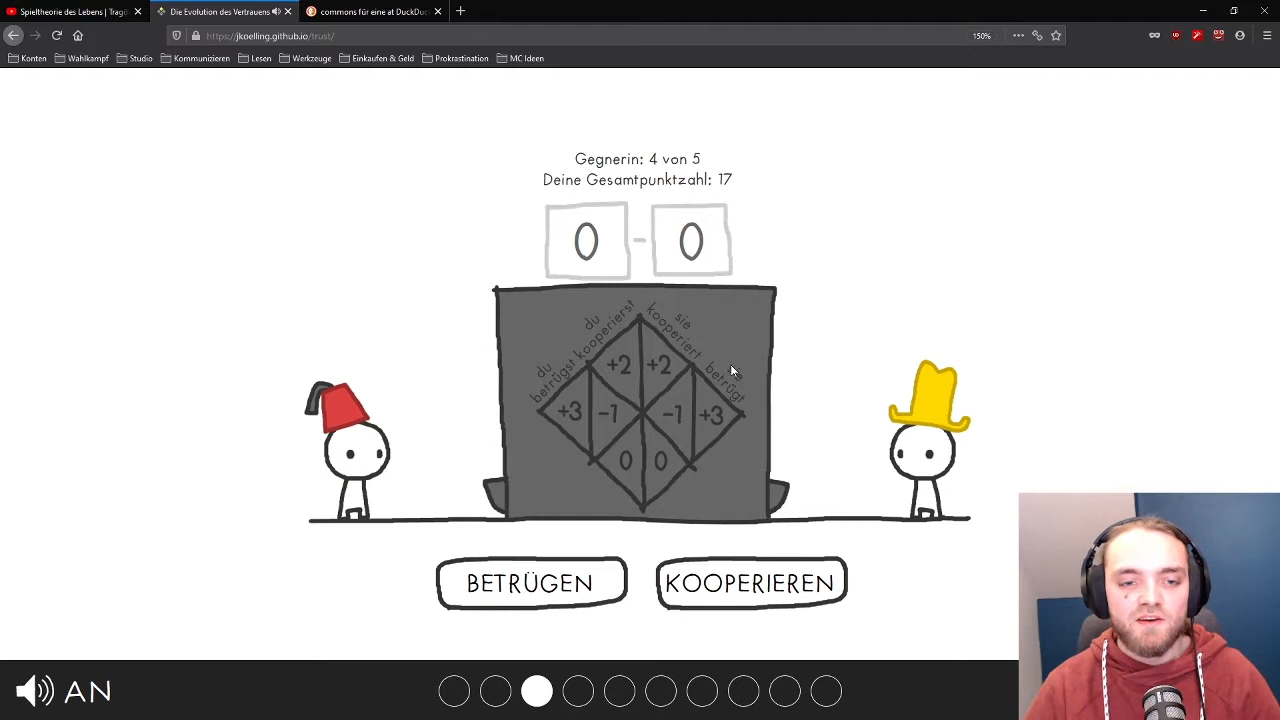 Spieltheorie des Lebens | Tragö
Die Evolution des Vertrauens
commons für eine at DuckDuc
https://jkoelling.github.io/trust/
150%
Konten
Wahlkampf
Studio
Kommunizieren
Lesen
Werkzeuge
Einkaufen & Geld
Prokrastination
MC Ideen
Gegnerin: 4 von 5
Deine Gesamtpunktzahl: 17
0 - 0
du kooperierst
sie kooperiert
du betrügst
betrügt
+2 +2
+3 -1 -1 +3
0 0
BETRÜGEN
KOOPERIEREN
AN